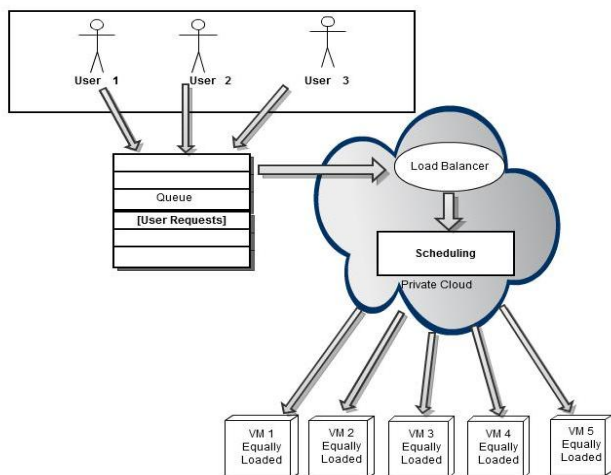 User 1
User 2
User 3
Queue
[User Requests]
Load Balancer
Scheduling
Private Cloud
VM 1
Equally
Loaded
VM 2
Equally
Loaded
VM 3
Equally
Loaded
VM 4
Equally
Loaded
VM 5
Equally
Loaded